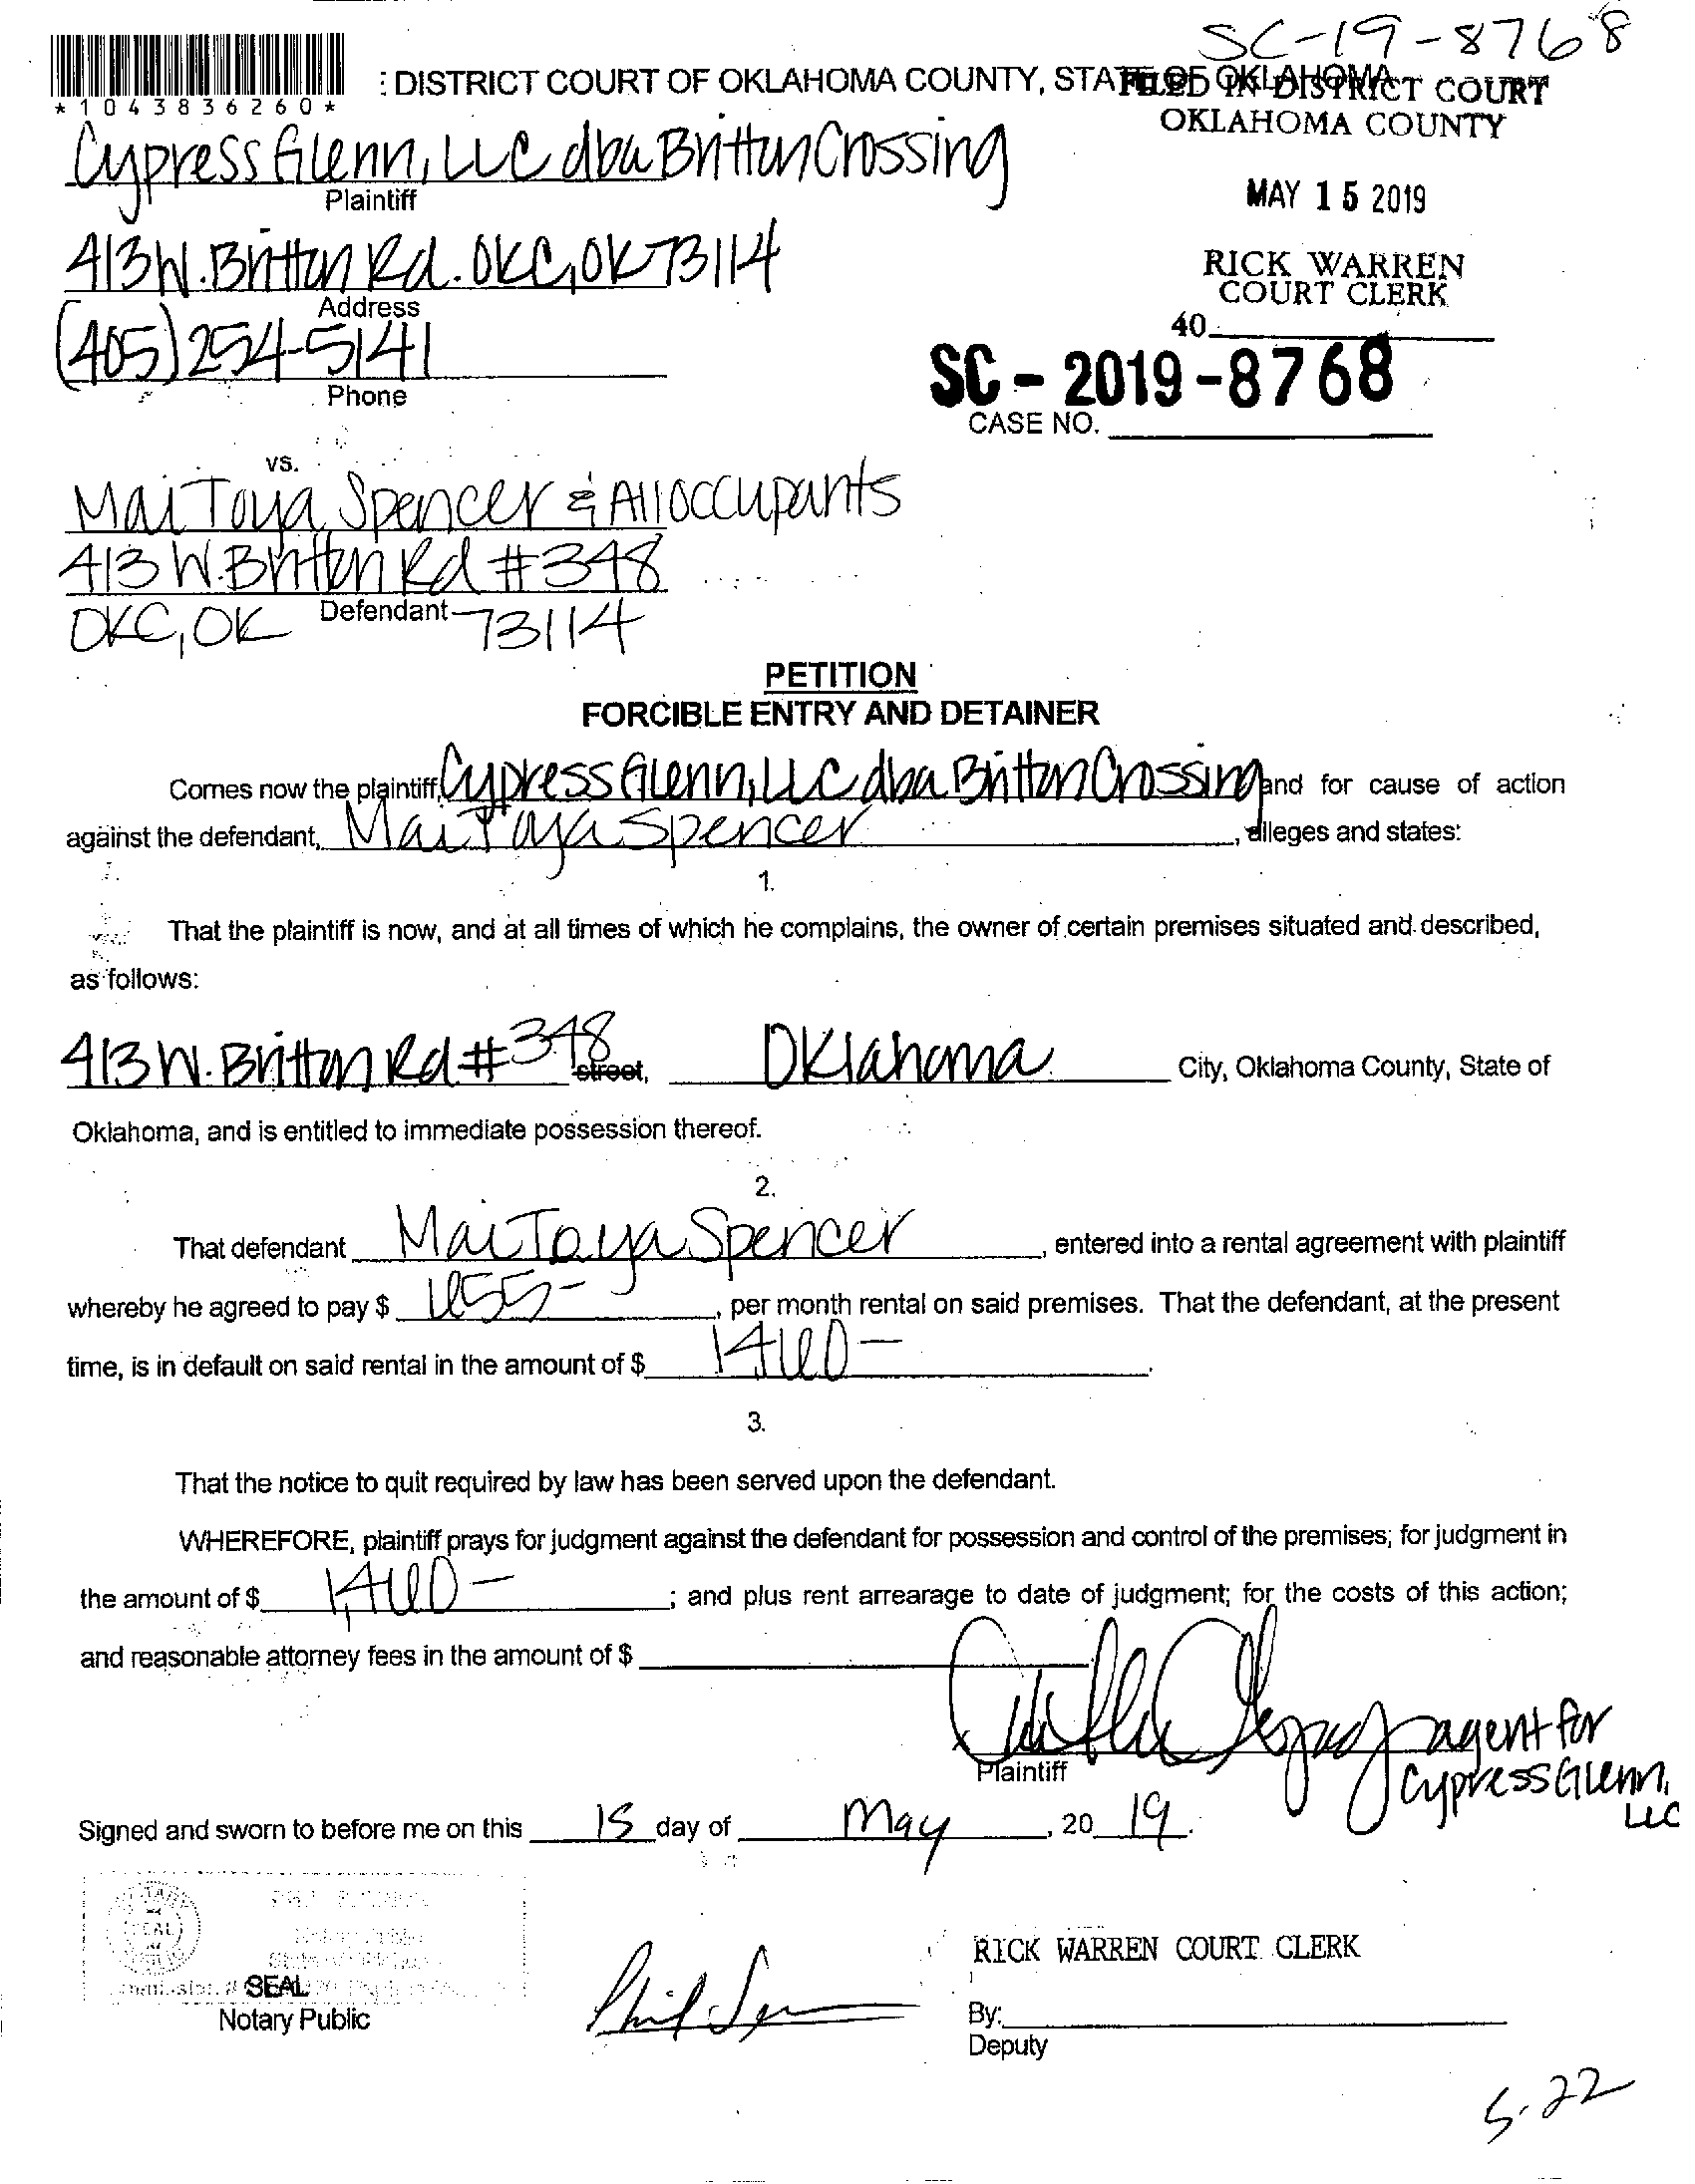 SC-19-8768
*1043836260*
: DISTRICT COURT OF OKLAHOMA COUNTY, STATE OF OKLAHOMA
FILED IN DISTRICT COURT
OKLAHOMA COUNTY
Cypress Glenn, LLC dba Britton Crossing
Plaintiff
MAY 15 2019
413 W. Britton Rd. OKC, OK 73114
Address
RICK WARREN
COURT CLERK
40
(405) 254-5141
Phone
SC - 2019 - 8768
CASE NO.
vs.
Mai Toya Spencer & All occupants
413 W. Britton Rd #348
OKC, OK Defendant 73114
PETITION
FORCIBLE ENTRY AND DETAINER
Comes now the plaintiff, Cypress Glenn, LLC dba Britton Crossing and for cause of action
against the defendant, Mai Toya Spencer, alleges and states:
1.
That the plaintiff is now, and at all times of which he complains, the owner of certain premises situated and described,
as follows:
413 W. Britton Rd #348 street, Oklahoma City, Oklahoma County, State of
Oklahoma, and is entitled to immediate possession thereof.
2.
That defendant Mai Toya Spencer, entered into a rental agreement with plaintiff
whereby he agreed to pay $ 655-, per month rental on said premises. That the defendant, at the present
time, is in default on said rental in the amount of $ 1,460-.
3.
That the notice to quit required by law has been served upon the defendant.
WHEREFORE, plaintiff prays for judgment against the defendant for possession and control of the premises; for judgment in
the amount of $ 1,460-; and plus rent arrearage to date of judgment; for the costs of this action;
and reasonable attorney fees in the amount of $
agent for
Plaintiff
Cypress Glenn,
LLC
Signed and sworn to before me on this 15 day of May, 20 19.
RICK WARREN COURT CLERK
SEAL
Notary Public
By:
Deputy
5-22